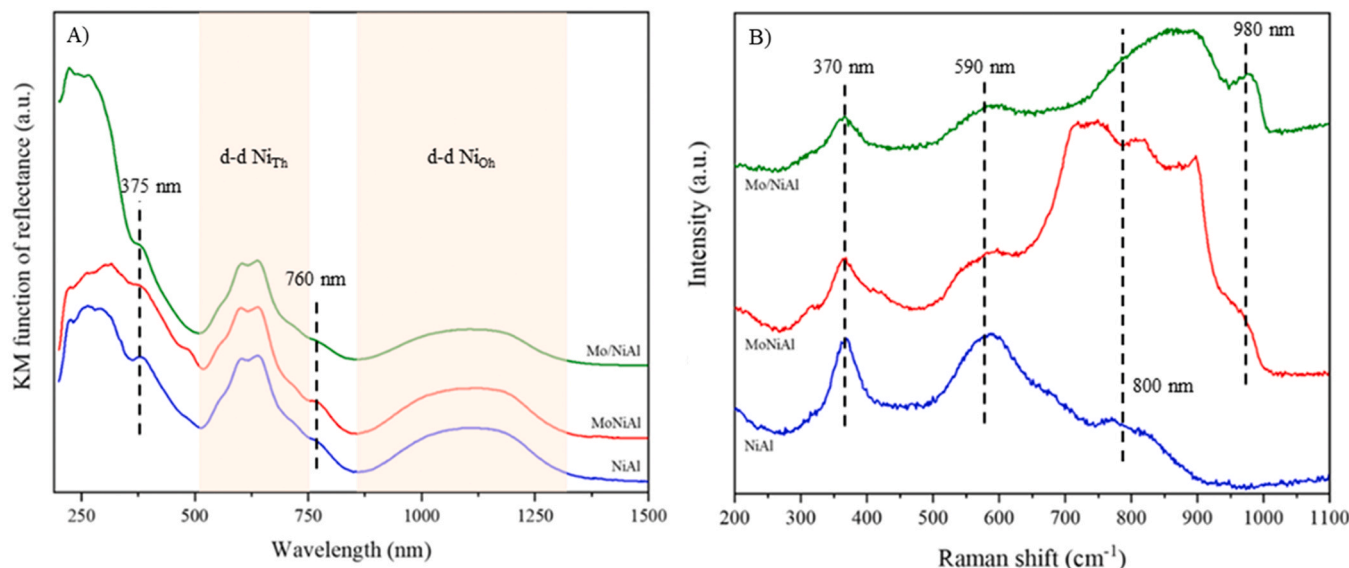 A)
KM function of reflectance (a.u.)
d-d NiTh
d-d NiOh
375 nm
760 nm
Mo/NiAl
MoNiAl
NiAl
250 500 750 1000 1250 1500
Wavelength (nm)
B)
Intensity (a.u.)
370 nm
590 nm
980 nm
Mo/NiAl
MoNiAl
800 nm
NiAl
200 300 400 500 600 700 800 900 1000 1100
Raman shift (cm-1)